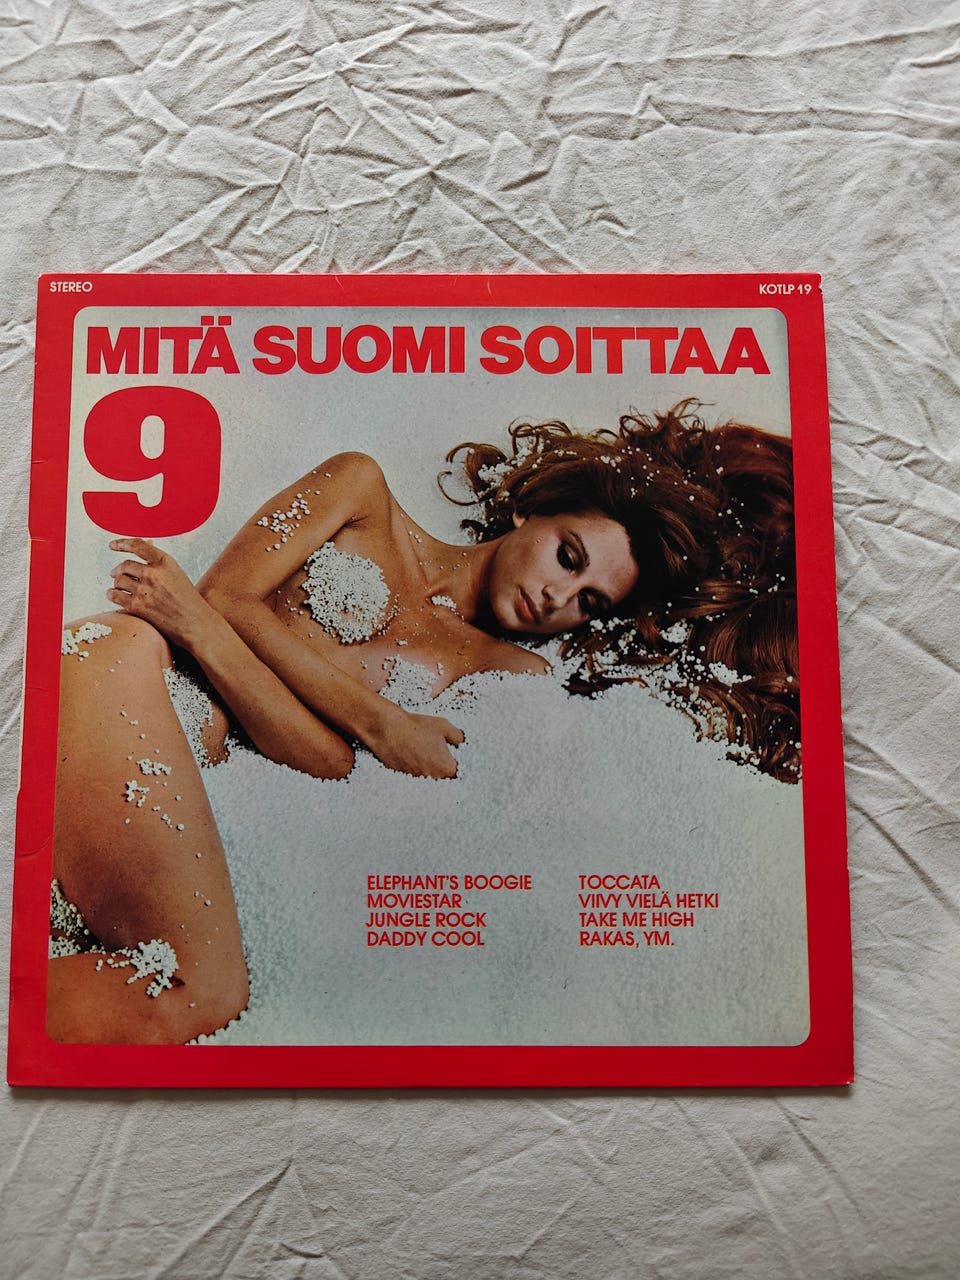 STEREO
KOTLP 19
MITÄ SUOMI SOITTAA
9
ELEPHANT'S BOOGIE
MOVIESTAR
JUNGLE ROCK
DADDY COOL
TOCCATA
VIIVY VIELÄ HETKI
TAKE ME HIGH
RAKAS, YM.